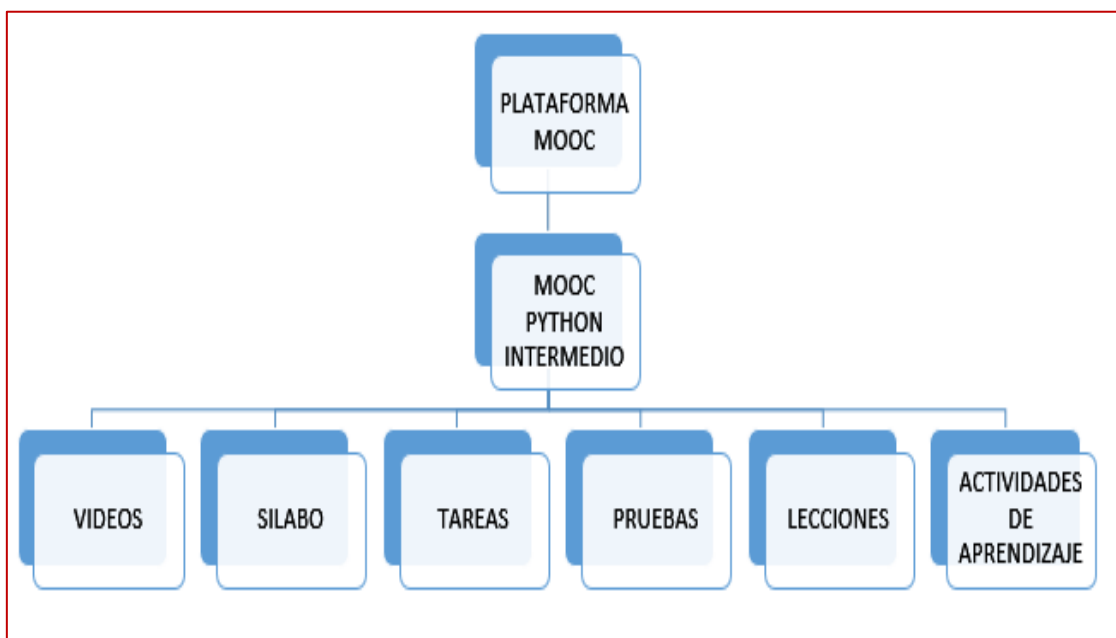 PLATAFORMA
MOOC
MOOC
PYTHON
INTERMEDIO
VIDEOS
SILABO
TAREAS
PRUEBAS
LECCIONES
ACTIVIDADES
DE
APRENDIZAJE